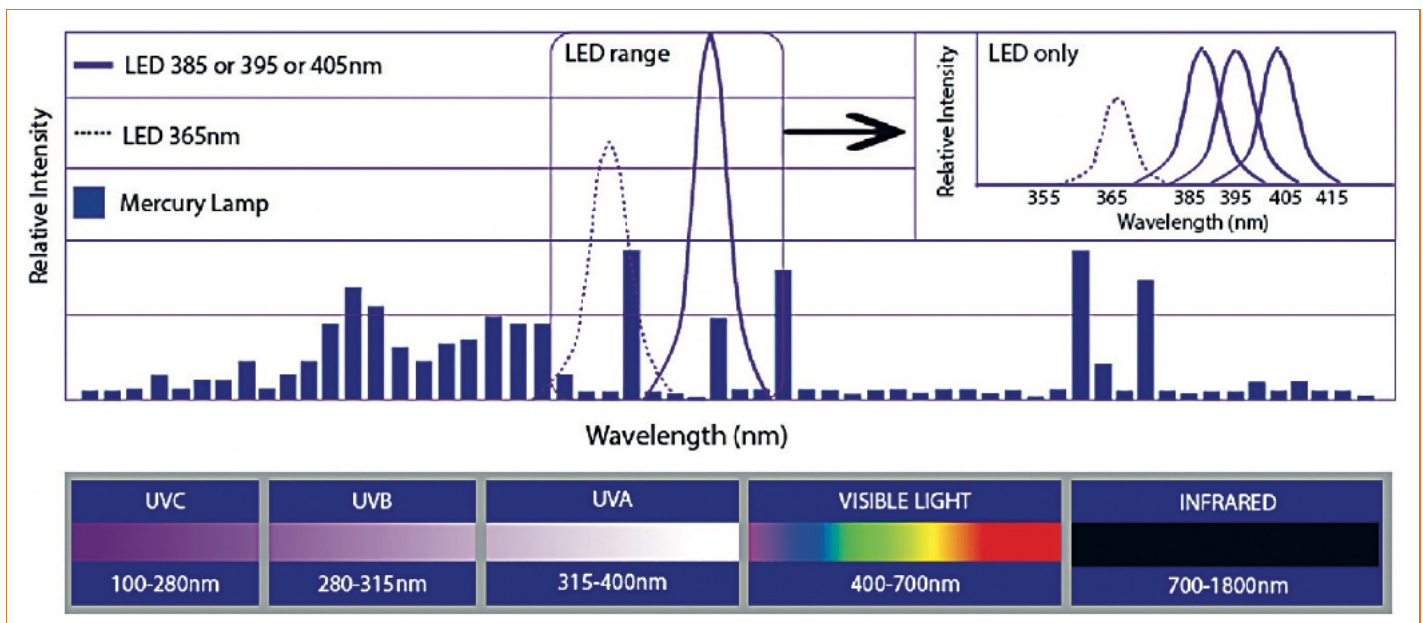 LED 385 or 395 or 405nm
LED 365nm
Mercury Lamp
Relative Intensity
Wavelength (nm)
LED range
LED only
Relative Intensity
355 365 385 395 405 415
Wavelength (nm)
UVC
100-280nm
UVB
280-315nm
UVA
315-400nm
VISIBLE LIGHT
400-700nm
INFRARED
700-1800nm